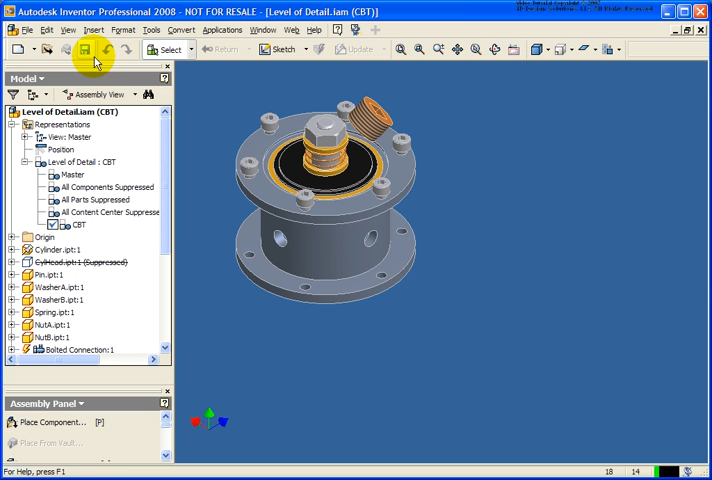 Autodesk Inventor Professional 2008 - NOT FOR RESALE - [Level of Detail.iam (CBT)]
File Edit View Insert Format Tools Convert Applications Window Web Help
Select Return Sketch Update
Model
Assembly View
Level of Detail.iam (CBT)
Representations
View: Master
Position
Level of Detail : CBT
Master
All Components Suppressed
All Parts Suppressed
All Content Center Suppresse
CBT
Origin
Cylinder.ipt:1
CylHead.ipt:1 (Suppressed)
Pin.ipt:1
WasherA.ipt:1
WasherB.ipt:1
Spring.ipt:1
NutA.ipt:1
NutB.ipt:1
Bolted Connection:1
Assembly Panel
Place Component... [P]
Place From Vault...
For Help, press F1
18 14